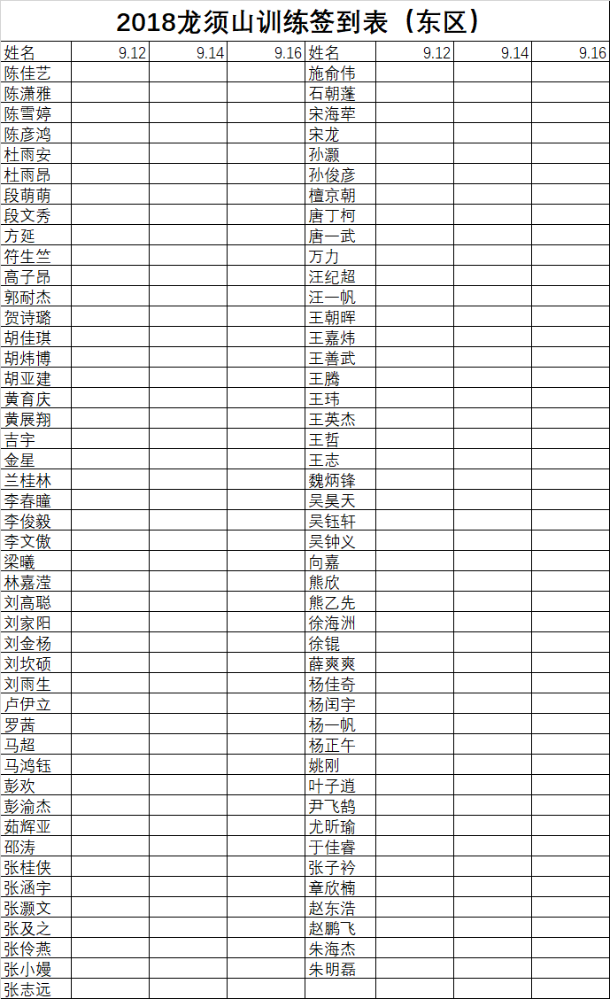 2018龙须山训练签到表（东区）
姓名 9.12 9.14 9.16 姓名 9.12 9.14 9.16
陈佳艺 施俞伟
陈潇雅 石朝蓬
陈雪婷 宋海荦
陈彦鸿 宋龙
杜雨安 孙灏
杜雨昂 孙俊彦
段萌萌 檀京朝
段文秀 唐丁柯
方延 唐一武
符生竺 万力
高子昂 汪纪超
郭耐杰 汪一帆
贺诗璐 王朝晖
胡佳琪 王嘉炜
胡炜博 王善武
胡亚建 王腾
黄育庆 王玮
黄展翔 王英杰
吉宇 王哲
金星 王志
兰桂林 魏炳锋
李春瞳 吴昊天
李俊毅 吴钰轩
李文傲 吴钟义
梁曦 向嘉
林嘉滢 熊欣
刘高聪 熊乙先
刘家阳 徐海洲
刘金杨 徐锟
刘坎硕 薛爽爽
刘雨生 杨佳奇
卢伊立 杨闰宇
罗茜 杨一帆
马超 杨正午
马鸿钰 姚刚
彭欢 叶子逍
彭渝杰 尹飞鹄
茹辉亚 尤昕瑜
邵涛 于佳睿
张桂侠 张子衿
张涵宇 章欣楠
张灏文 赵东浩
张及之 赵鹏飞
张伶燕 朱海杰
张小嫚 朱明磊
张志远